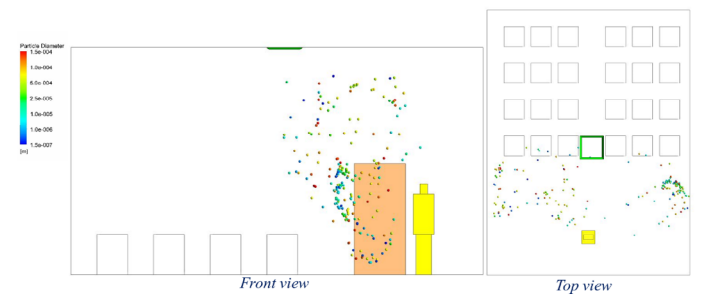 Particle Diameter
1.5e-004
1.0e-004
5.0e-004
2.5e-005
1.0e-005
1.0e-006
1.5e-007
[m]
Front view
Top view